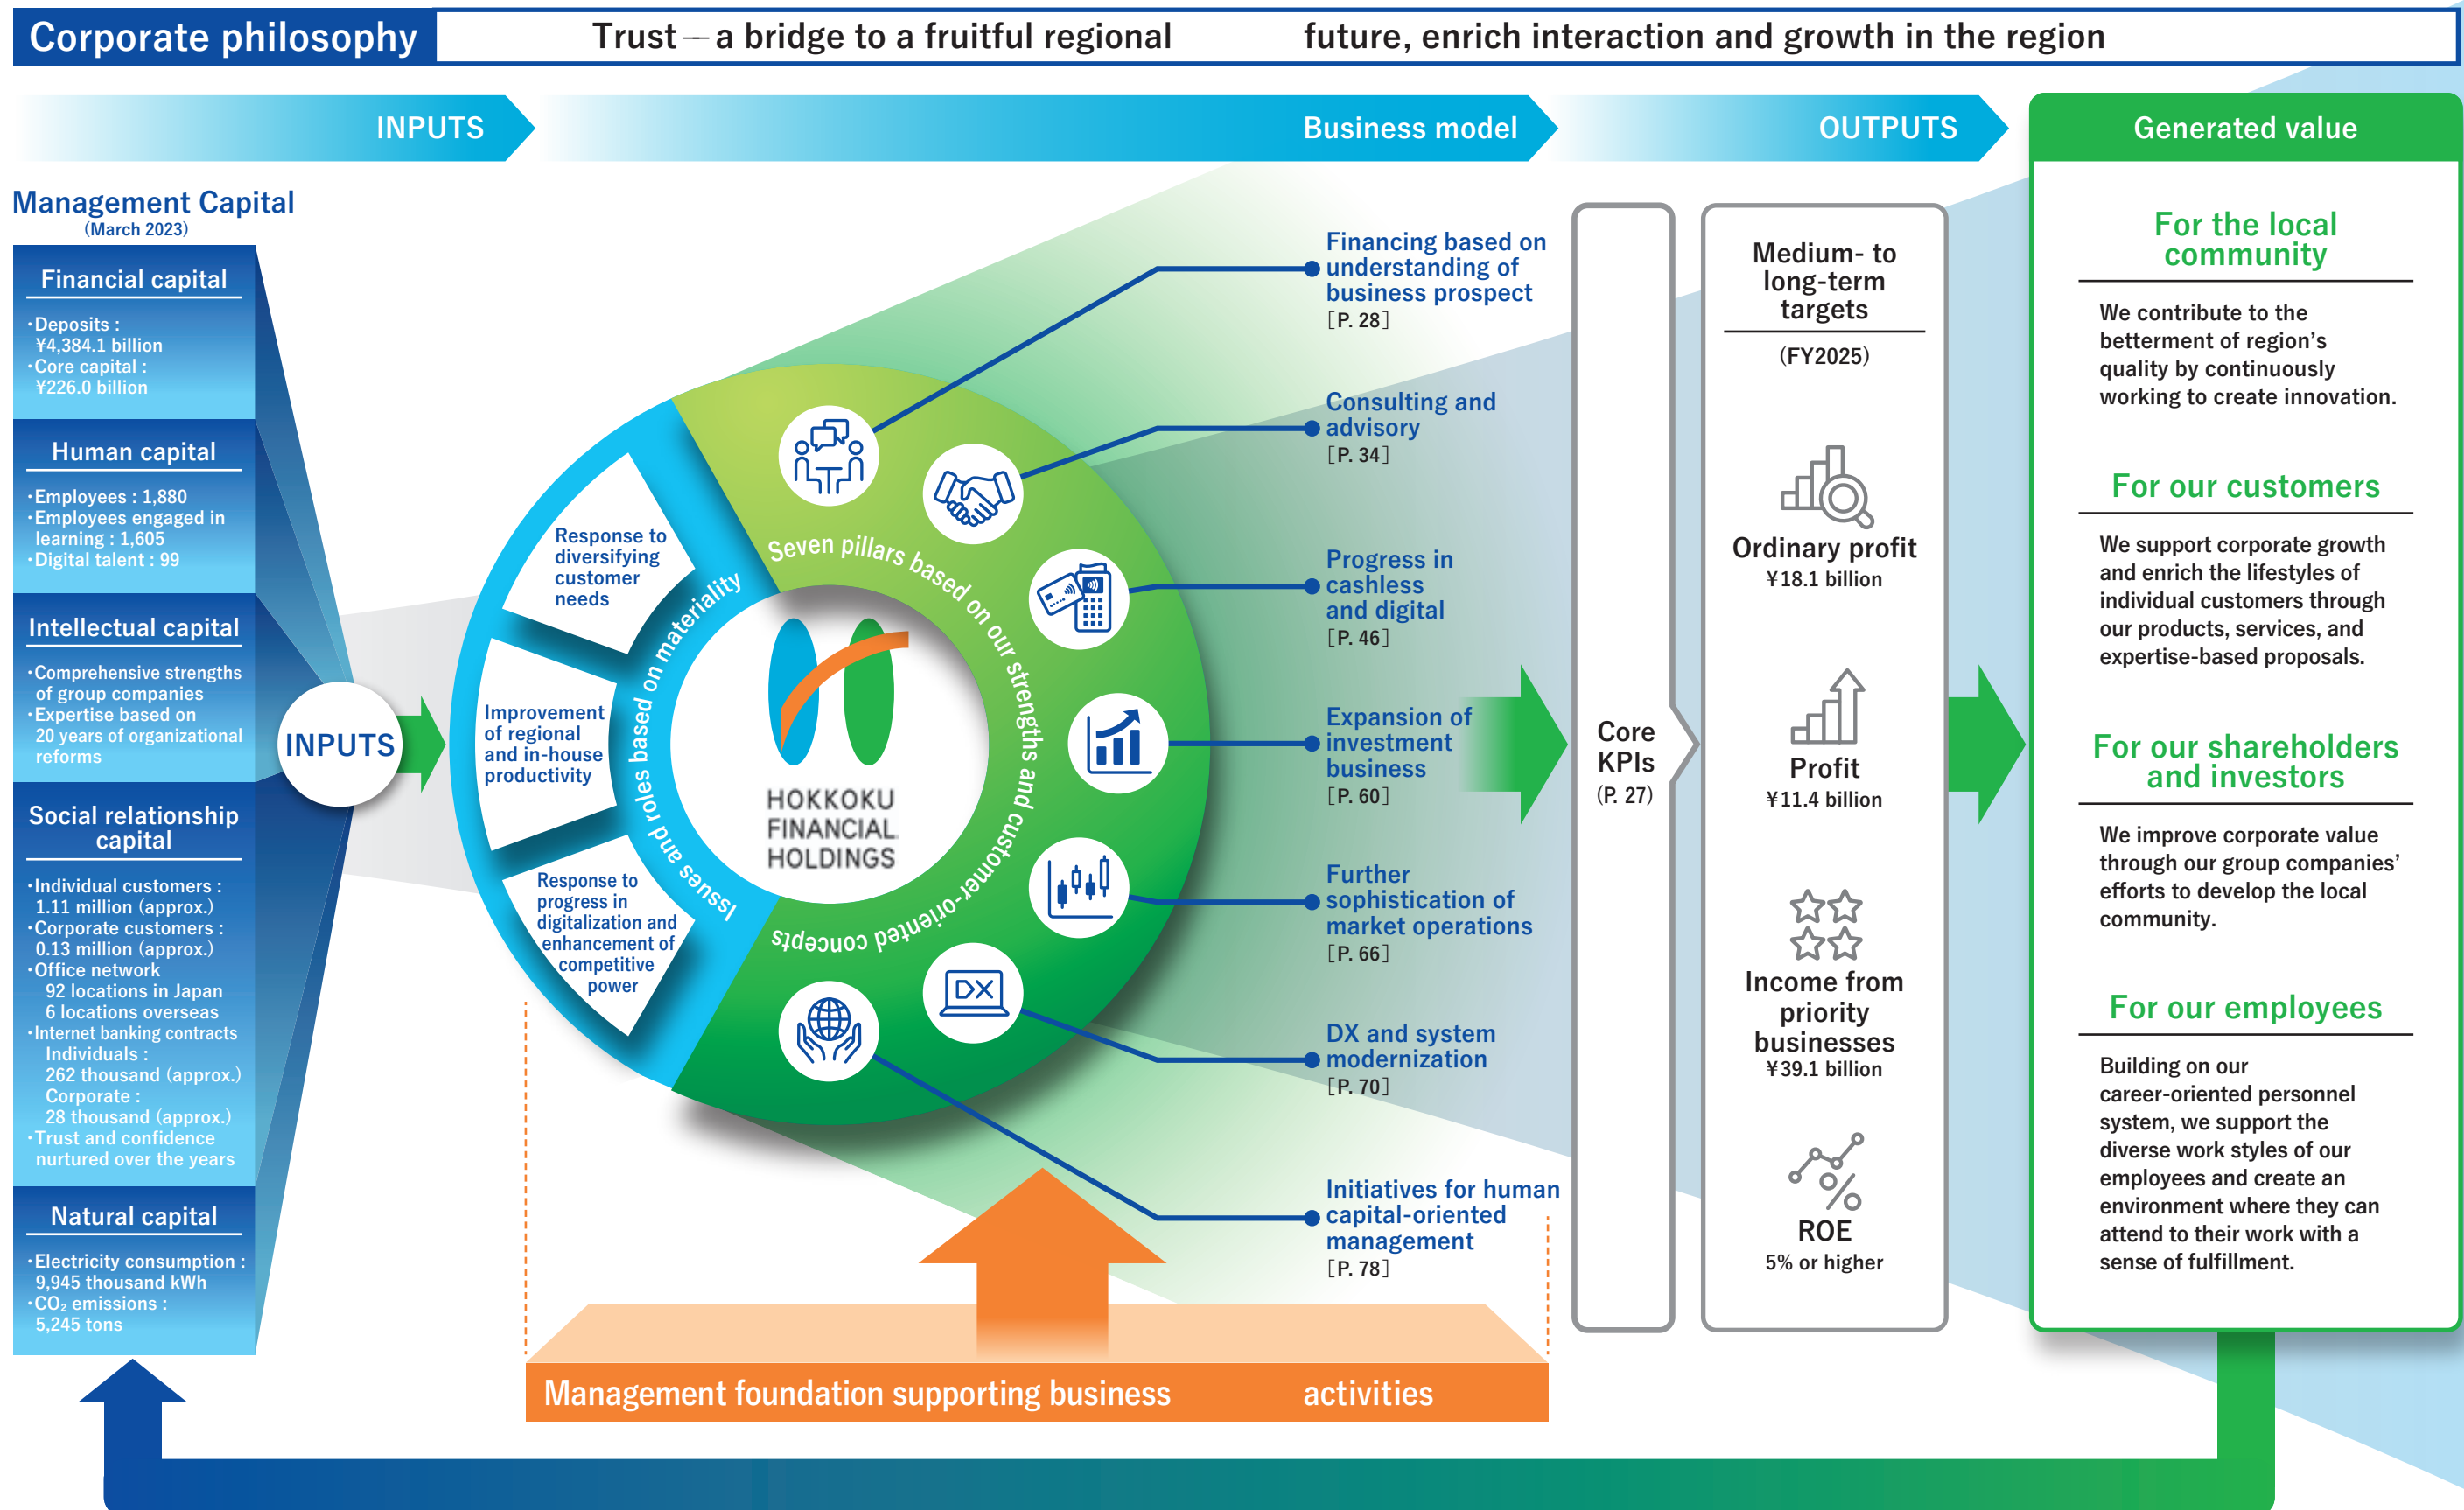 Corporate philosophy
Trust — a bridge to a fruitful regional future, enrich interaction and growth in the region
INPUTS
Business model
OUTPUTS
Generated value
Management Capital
(March 2023)
Financial capital
・Deposits :
¥4,384.1 billion
・Core capital :
¥226.0 billion
Human capital
・Employees : 1,880
・Employees engaged in
learning : 1,605
・Digital talent : 99
Intellectual capital
・Comprehensive strengths
of group companies
・Expertise based on
20 years of organizational
reforms
Social relationship
capital
・Individual customers :
1.11 million (approx.)
・Corporate customers :
0.13 million (approx.)
・Office network
92 locations in Japan
6 locations overseas
・Internet banking contracts
Individuals :
262 thousand (approx.)
Corporate :
28 thousand (approx.)
・Trust and confidence
nurtured over the years
Natural capital
・Electricity consumption :
9,945 thousand kWh
・CO₂ emissions :
5,245 tons
INPUTS
Response to
diversifying
customer
needs
Improvement
of regional
and in-house
productivity
Response to
progress in
digitalization and
enhancement of
competitive
power
Issues and roles based on materiality
Seven pillars based on our strengths and customer-oriented concepts
HOKKOKU
FINANCIAL
HOLDINGS
DX
Financing based on
understanding of
business prospect
[P. 28]
Consulting and
advisory
[P. 34]
Progress in
cashless
and digital
[P. 46]
Expansion of
investment
business
[P. 60]
Further
sophistication of
market operations
[P. 66]
DX and system
modernization
[P. 70]
Initiatives for human
capital-oriented
management
[P. 78]
Management foundation supporting business activities
Core
KPIs
(P. 27)
Medium- to
long-term
targets
(FY2025)
Ordinary profit
¥18.1 billion
Profit
¥11.4 billion
Income from
priority
businesses
¥39.1 billion
ROE
5% or higher
For the local
community
We contribute to the
betterment of region's
quality by continuously
working to create innovation.
For our customers
We support corporate growth
and enrich the lifestyles of
individual customers through
our products, services, and
expertise-based proposals.
For our shareholders
and investors
We improve corporate value
through our group companies'
efforts to develop the local
community.
For our employees
Building on our
career-oriented personnel
system, we support the
diverse work styles of our
employees and create an
environment where they can
attend to their work with a
sense of fulfillment.